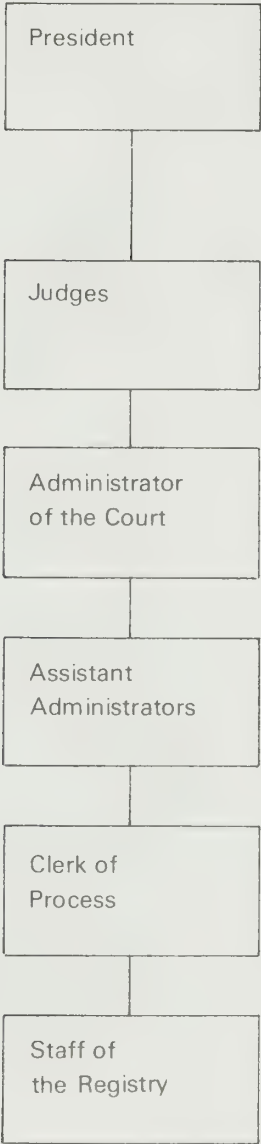 President
Judges
Administrator
of the Court
Assistant
Administrators
Clerk of
Process
Staff of
the Registry